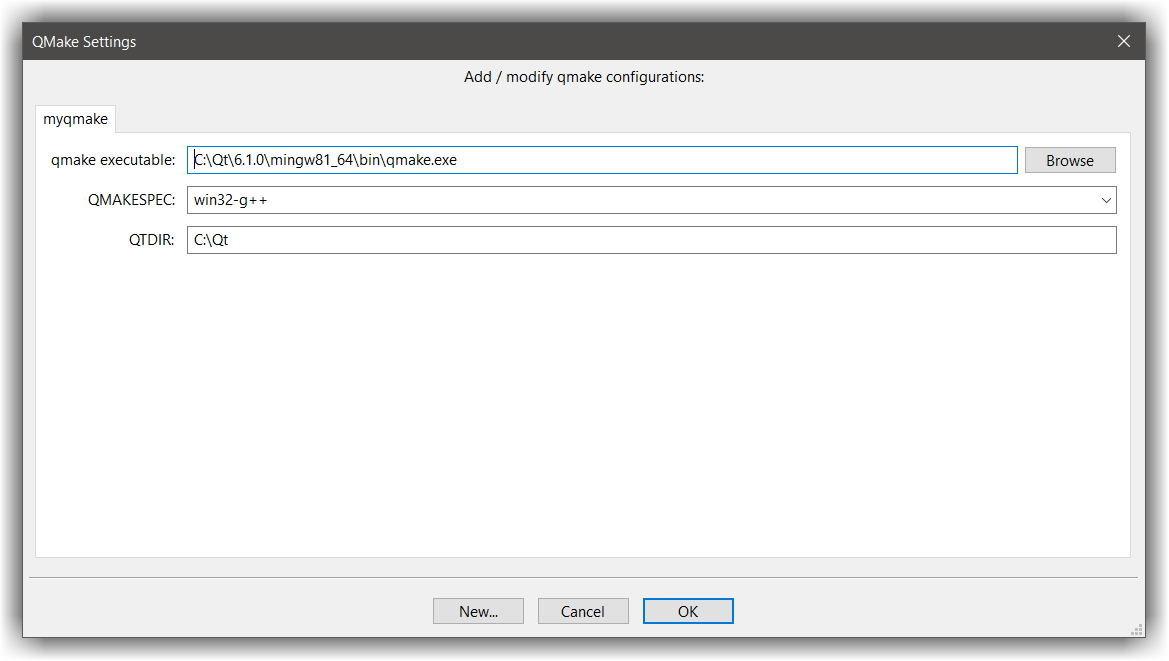 QMake Settings
Add / modify qmake configurations:
myqmake
qmake executable: C:\Qt\6.1.0\mingw81_64\bin\qmake.exe Browse
QMAKESPEC: win32-g++
QTDIR: C:\Qt
New... Cancel OK